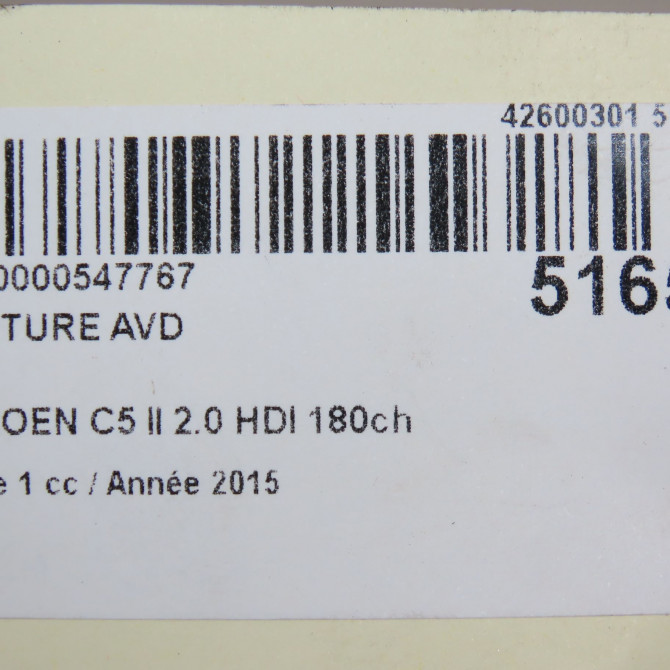 42600301 5
0000547767
5165
TURE AVD
OEN C5 II 2.0 HDI 180ch
e 1 cc / Année 2015